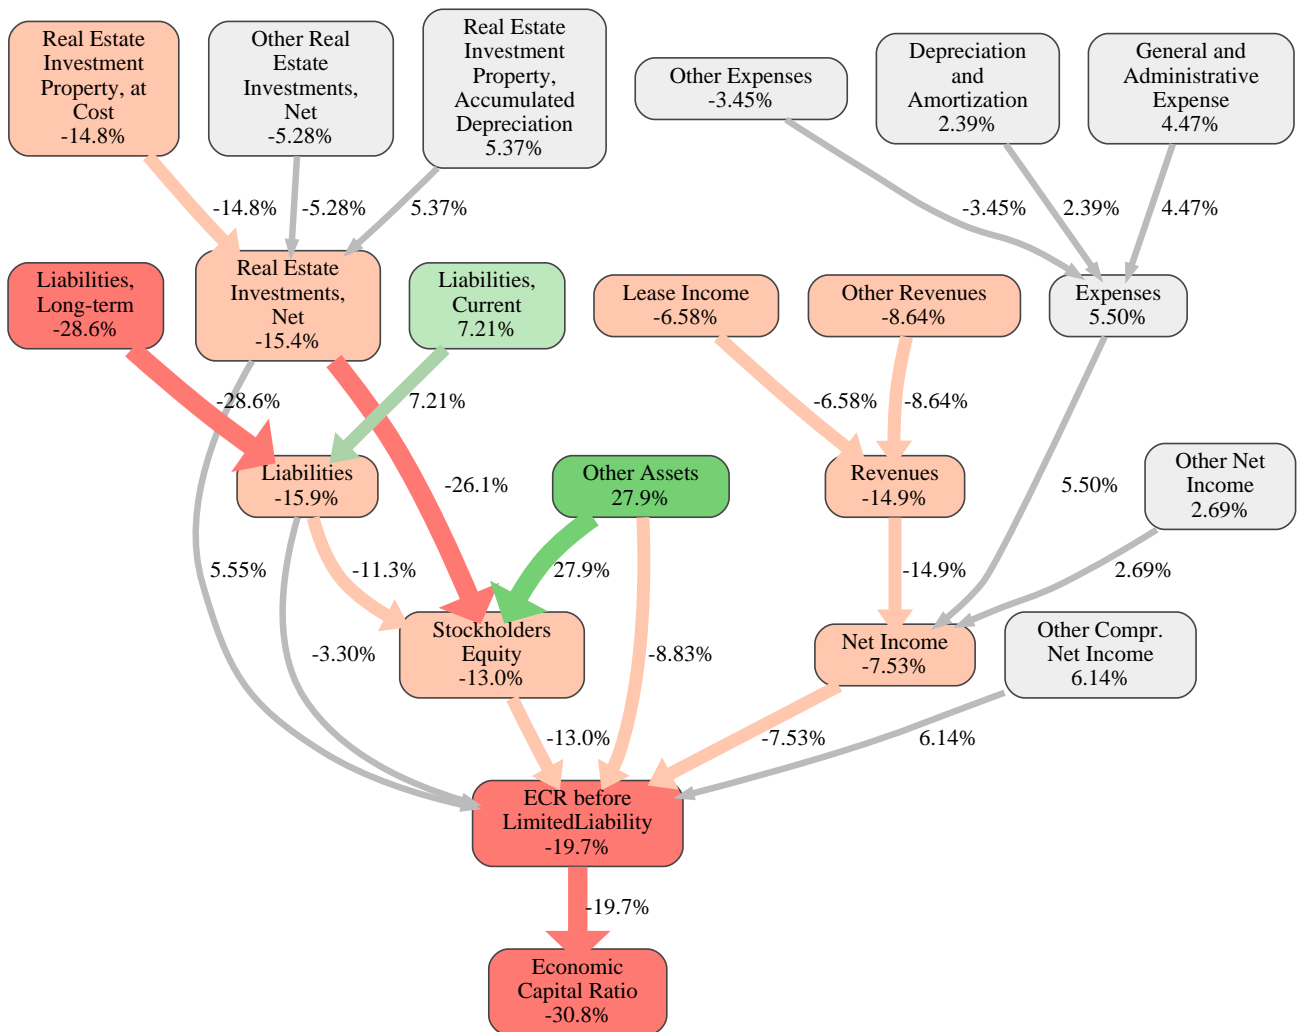 Real Estate
Investment
Property, at
Cost
-14.8%
Other Real
Estate
Investments,
Net
-5.28%
Real Estate
Investment
Property,
Accumulated
Depreciation
5.37%
Other Expenses
-3.45%
Depreciation
and
Amortization
2.39%
General and
Administrative
Expense
4.47%
-14.8%
-5.28%
5.37%
-3.45%
2.39%
4.47%
Liabilities,
Long-term
-28.6%
Real Estate
Investments,
Net
-15.4%
Liabilities,
Current
7.21%
Lease Income
-6.58%
Other Revenues
-8.64%
Expenses
5.50%
-28.6%
7.21%
-6.58%
-8.64%
Liabilities
-15.9%
-26.1%
Other Assets
27.9%
Revenues
-14.9%
5.50%
Other Net
Income
2.69%
5.55%
-11.3%
27.9%
-14.9%
2.69%
-3.30%
Stockholders
Equity
-13.0%
-8.83%
Net Income
-7.53%
Other Compr.
Net Income
6.14%
-13.0%
-7.53%
6.14%
ECR before
LimitedLiability
-19.7%
-19.7%
Economic
Capital Ratio
-30.8%